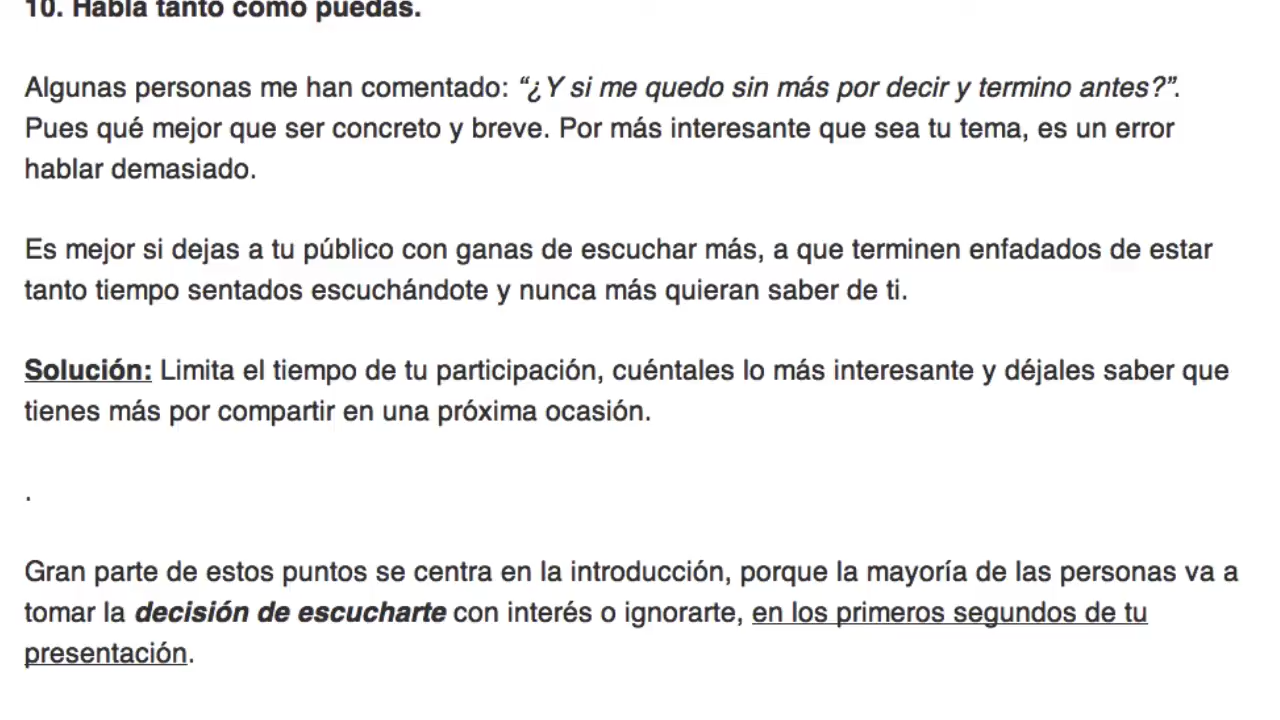 10. Habla tanto como puedas.
Algunas personas me han comentado: “¿Y si me quedo sin más por decir y termino antes?”.
Pues qué mejor que ser concreto y breve. Por más interesante que sea tu tema, es un error
hablar demasiado.
Es mejor si dejas a tu público con ganas de escuchar más, a que terminen enfadados de estar
tanto tiempo sentados escuchándote y nunca más quieran saber de ti.
Solución: Limita el tiempo de tu participación, cuéntales lo más interesante y déjales saber que
tienes más por compartir en una próxima ocasión.
.
Gran parte de estos puntos se centra en la introducción, porque la mayoría de las personas va a
tomar la decisión de escucharte con interés o ignorarte, en los primeros segundos de tu
presentación.